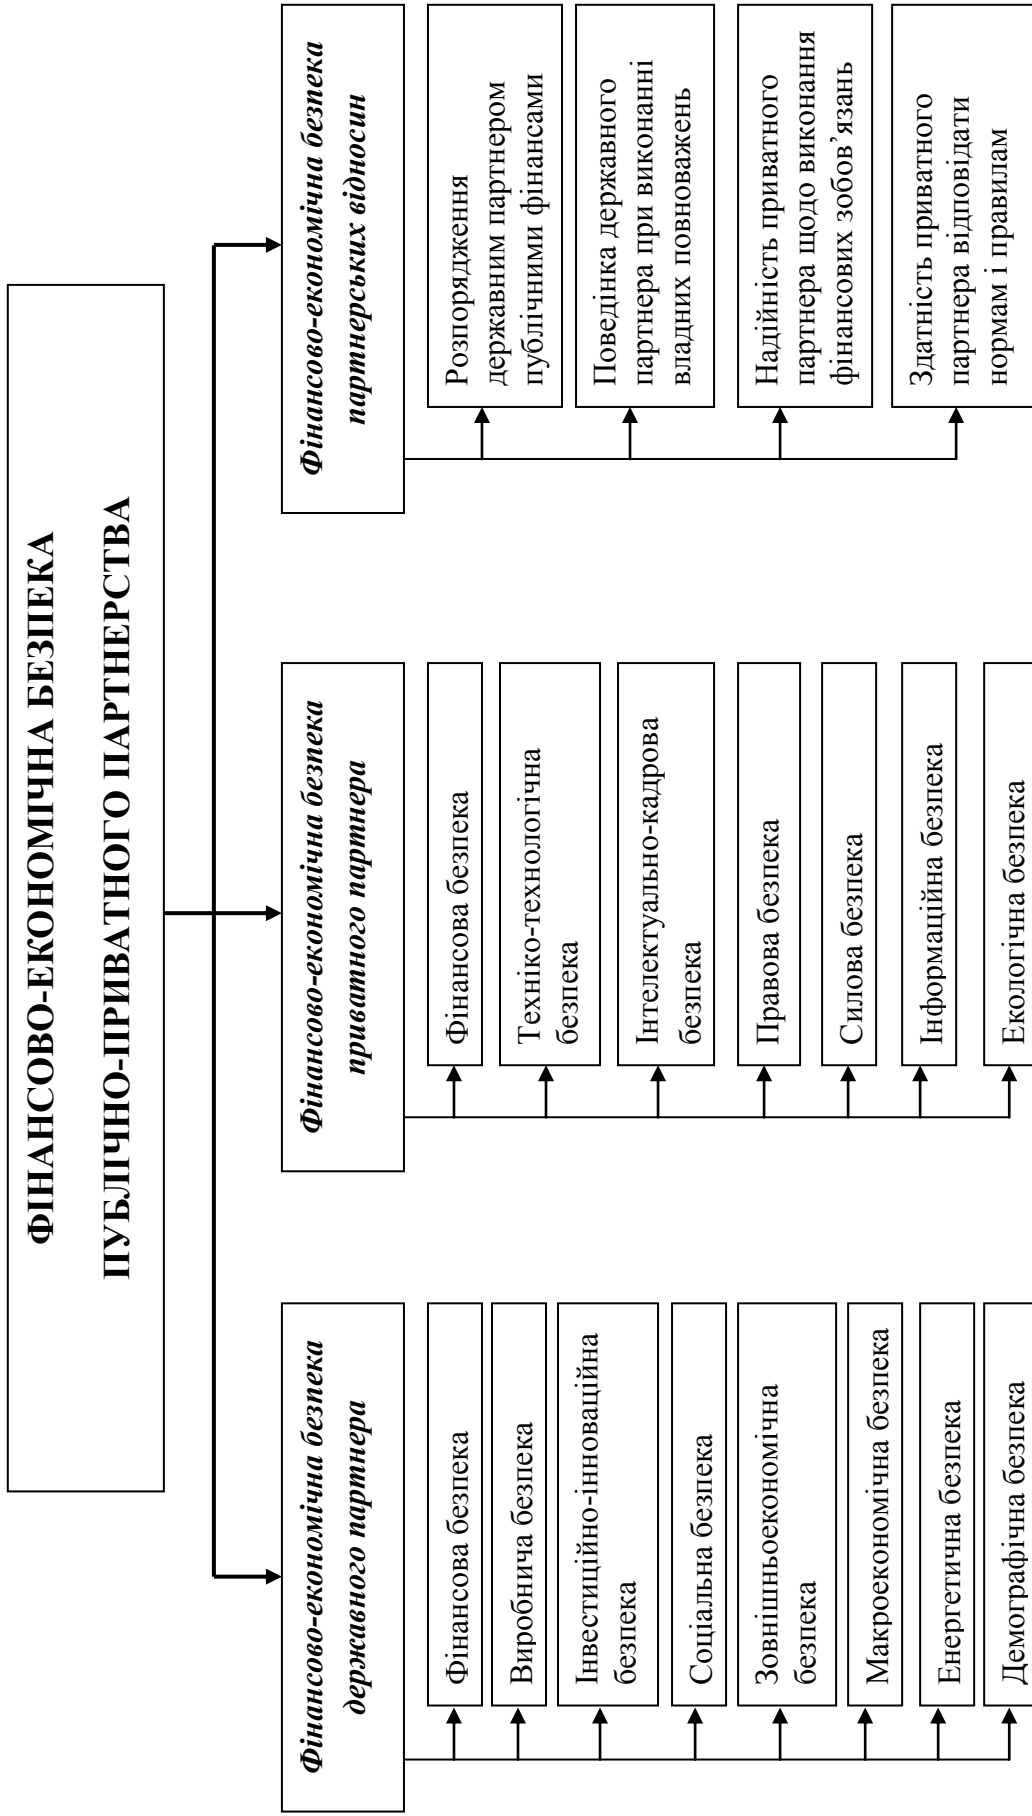 ФІНАНСОВО-ЕКОНОМІЧНА БЕЗПЕКА
ПУБЛІЧНО-ПРИВАТНОГО ПАРТНЕРСТВА
Фінансово-економічна безпека
державного партнера
Фінансова безпека
Виробнича безпека
Інвестиційно-інноваційна
безпека
Соціальна безпека
Зовнішньоекономічна
безпека
Макроекономічна безпека
Енергетична безпека
Демографічна безпека
Фінансово-економічна безпека
приватного партнера
Фінансова безпека
Техніко-технологічна
безпека
Інтелектуально-кадрова
безпека
Правова безпека
Силова безпека
Інформаційна безпека
Екологічна безпека
Фінансово-економічна безпека
партнерських відносин
Розпорядження
державним партнером
публічними фінансами
Поведінка державного
партнера при виконанні
владних повноважень
Надійність приватного
партнера щодо виконання
фінансових зобов’язань
Здатність приватного
партнера відповідати
нормам і правилам